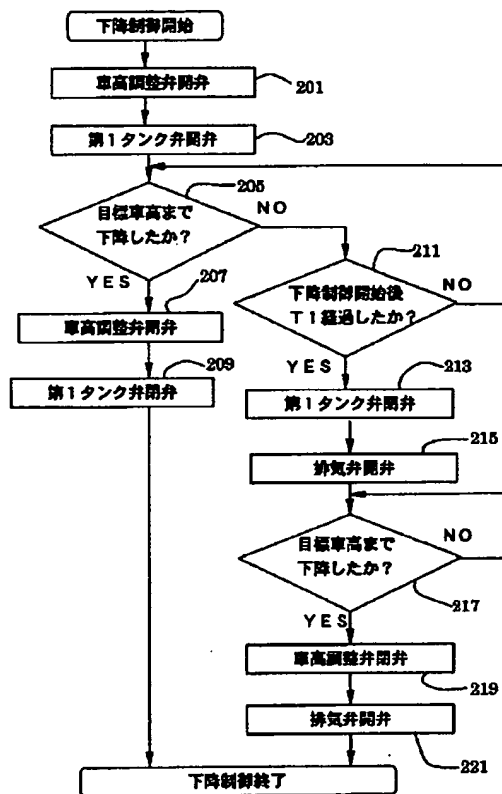 下降制御開始
車高調整弁開弁
201
第1タンク弁開弁
203
205
目標車高まで
下降したか？
NO
YES
207
車高調整弁閉弁
209
第1タンク弁閉弁
211
下降制御開始後
T1経過したか？
NO
YES
213
第1タンク弁閉弁
215
排気弁開弁
目標車高まで
下降したか？
NO
217
YES
車高調整弁閉弁
219
排気弁開弁
221
下降制御終了